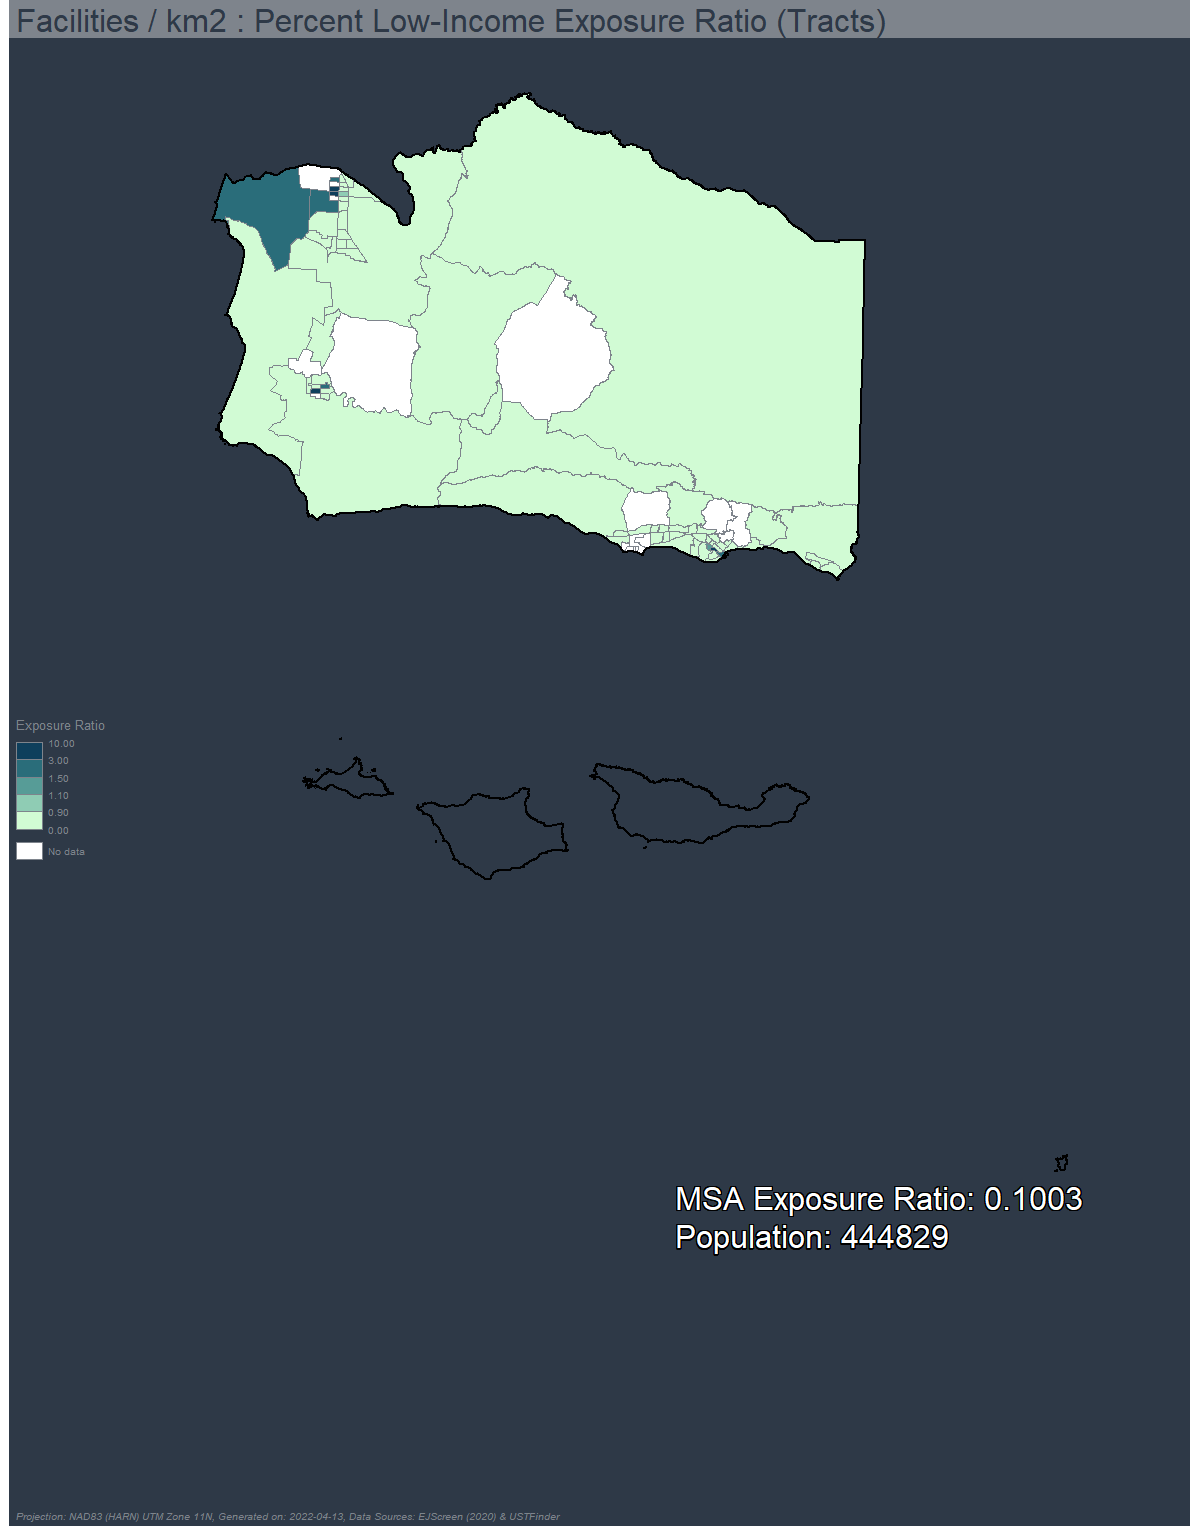 Facilities / km2 : Percent Low-Income Exposure Ratio (Tracts)
Exposure Ratio
10.00
3.00
1.50
1.10
0.90
0.00
No data
MSA Exposure Ratio: 0.1003
Population: 444829
Projection: NAD83 (HARN) UTM Zone 11N, Generated on: 2022-04-13, Data Sources: EJScreen (2020) & USTFinder